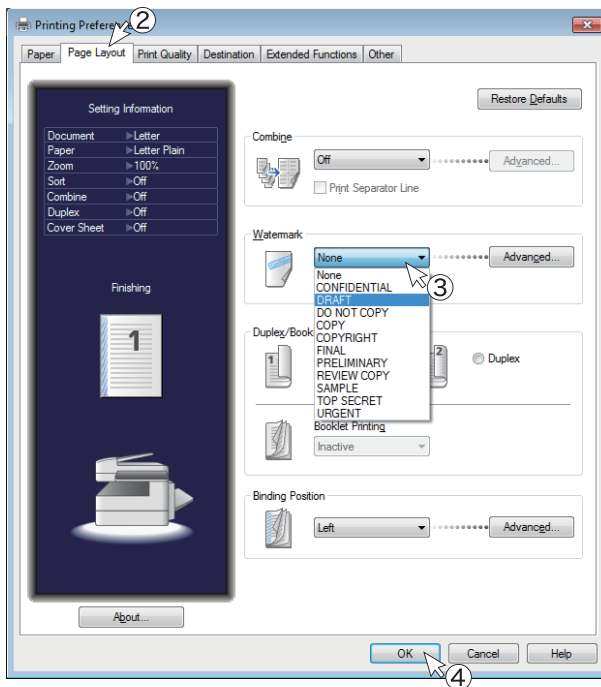 Printing Preferences
②
Paper Page Layout Print Quality Destination Extended Functions Other
Setting Information
Document Letter
Paper Letter Plain
Zoom 100%
Sort Off
Combine Off
Duplex Off
Cover Sheet Off
Finishing
1
About...
Restore Defaults
Combine
Off Advanced...
Print Separator Line
Watermark
None Advanced...
③
None
CONFIDENTIAL
DRAFT
DO NOT COPY
COPY
COPYRIGHT
FINAL
PRELIMINARY
REVIEW COPY
SAMPLE
TOP SECRET
URGENT
Duplex/Book
1 2 Duplex
Booklet Printing
Inactive
Binding Position
Left Advanced...
OK Cancel Help
④